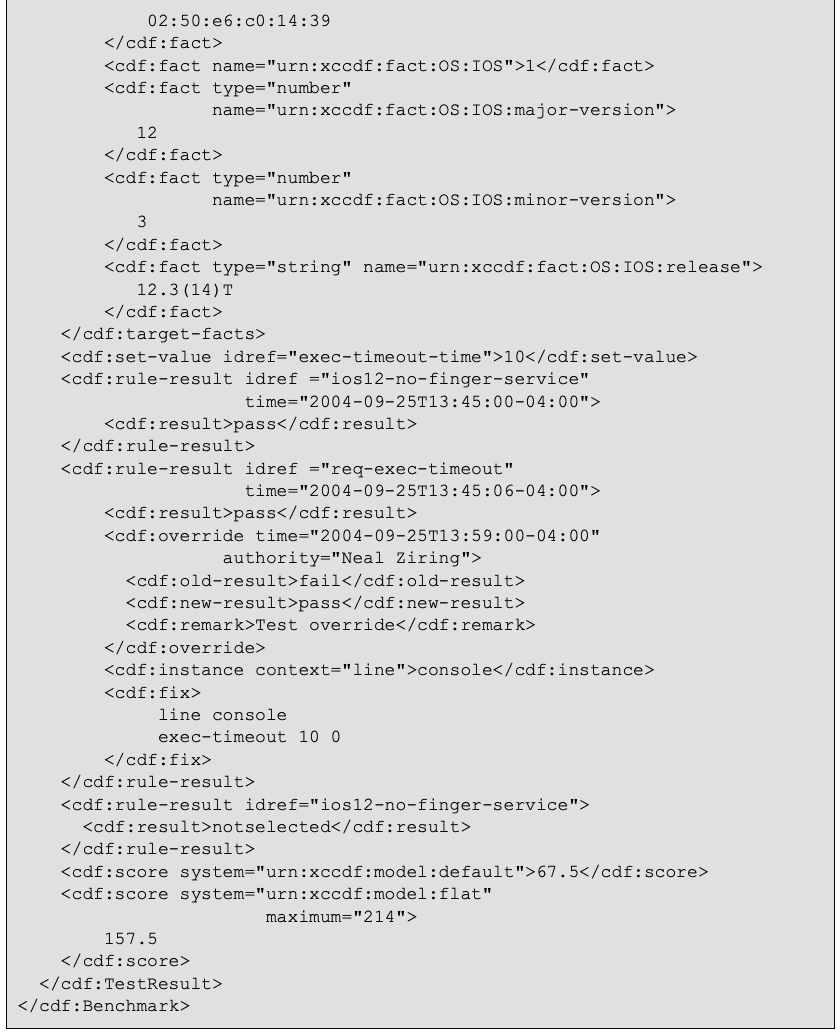 02:50:e6:c0:14:39
</cdf:fact>
<cdf:fact name="urn:xccdf:fact:OS:IOS">1</cdf:fact>
<cdf:fact type="number"
name="urn:xccdf:fact:OS:IOS:major-version">
12
</cdf:fact>
<cdf:fact type="number"
name="urn:xccdf:fact:OS:IOS:minor-version">
3
</cdf:fact>
<cdf:fact type="string" name="urn:xccdf:fact:OS:IOS:release">
12.3(14)T
</cdf:fact>
</cdf:target-facts>
<cdf:set-value idref="exec-timeout-time">10</cdf:set-value>
<cdf:rule-result idref ="ios12-no-finger-service"
time="2004-09-25T13:45:00-04:00">
<cdf:result>pass</cdf:result>
</cdf:rule-result>
<cdf:rule-result idref ="req-exec-timeout"
time="2004-09-25T13:45:06-04:00">
<cdf:result>pass</cdf:result>
<cdf:override time="2004-09-25T13:59:00-04:00"
authority="Neal Ziring">
<cdf:old-result>fail</cdf:old-result>
<cdf:new-result>pass</cdf:new-result>
<cdf:remark>Test override</cdf:remark>
</cdf:override>
<cdf:instance context="line">console</cdf:instance>
<cdf:fix>
line console
exec-timeout 10 0
</cdf:fix>
</cdf:rule-result>
<cdf:rule-result idref="ios12-no-finger-service">
<cdf:result>notselected</cdf:result>
</cdf:rule-result>
<cdf:score system="urn:xccdf:model:default">67.5</cdf:score>
<cdf:score system="urn:xccdf:model:flat"
maximum="214">
157.5
</cdf:score>
</cdf:TestResult>
</cdf:Benchmark>